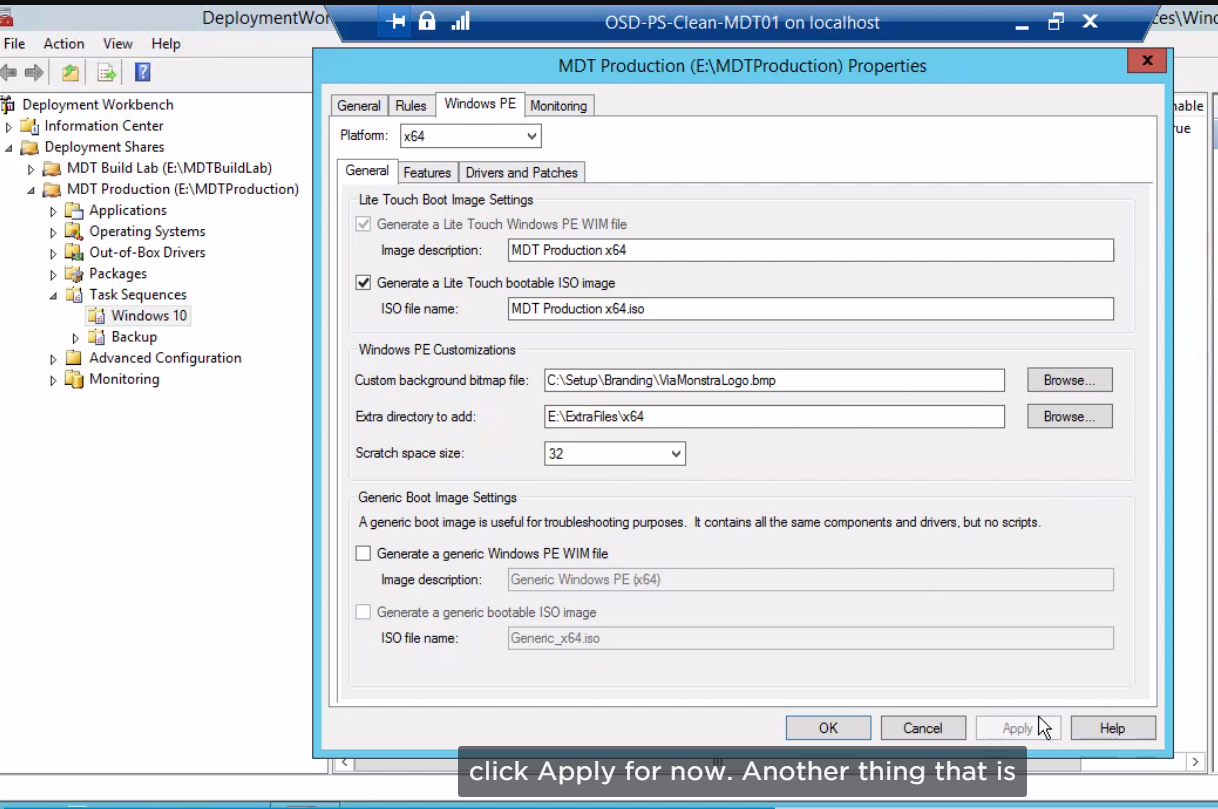 DeploymentWor
OSD-PS-Clean-MDT01 on localhost
ces\Wind
File Action View Help
MDT Production (E:\MDTProduction) Properties
Deployment Workbench
Information Center
Deployment Shares
MDT Build Lab (E:\MDTBuildLab)
MDT Production (E:\MDTProduction)
Applications
Operating Systems
Out-of-Box Drivers
Packages
Task Sequences
Windows 10
Backup
Advanced Configuration
Monitoring
General Rules Windows PE Monitoring
Platform: x64
General Features Drivers and Patches
Lite Touch Boot Image Settings
Generate a Lite Touch Windows PE WIM file
Image description: MDT Production x64
Generate a Lite Touch bootable ISO image
ISO file name: MDT Production x64.iso
Windows PE Customizations
Custom background bitmap file: C:\Setup\Branding\ViaMonstraLogo.bmp Browse...
Extra directory to add: E:\ExtraFiles\x64 Browse...
Scratch space size: 32
Generic Boot Image Settings
A generic boot image is useful for troubleshooting purposes. It contains all the same components and drivers, but no scripts.
Generate a generic Windows PE WIM file
Image description: Generic Windows PE (x64)
Generate a generic bootable ISO image
ISO file name: Generic_x64.iso
OK Cancel Apply Help
nable
rue
click Apply for now. Another thing that is